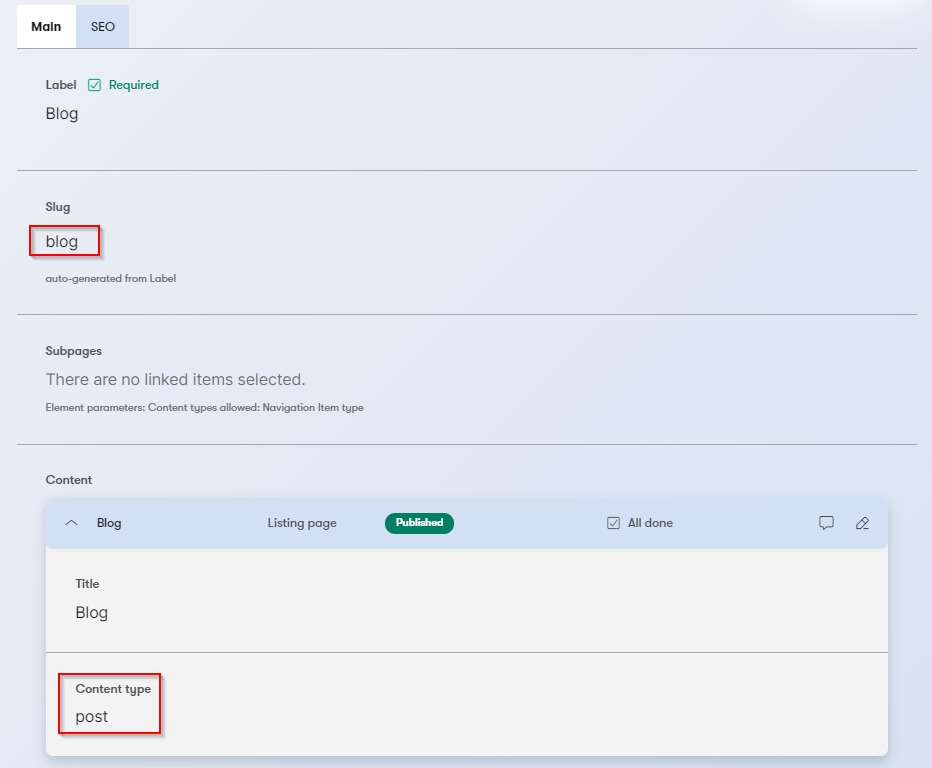 Main SEO
Label Required
Blog
Slug
blog
auto-generated from Label
Subpages
There are no linked items selected.
Element parameters: Content types allowed: Navigation Item type
Content
Blog Listing page Published All done
Title
Blog
Content type
post